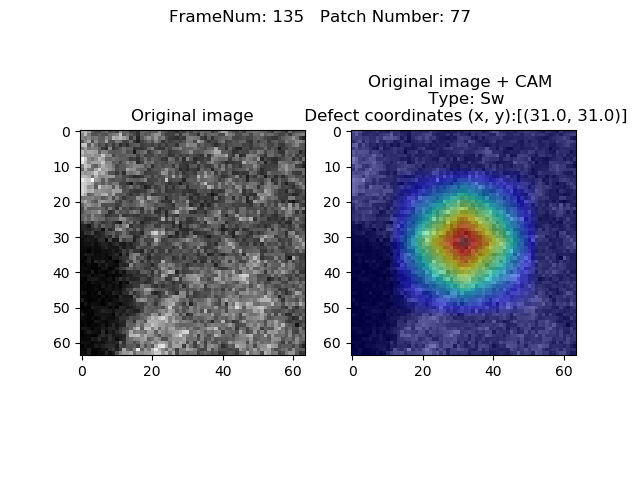 FrameNum: 135   Patch Number: 77
Original image
Original image + CAM
Type: Sw
Defect coordinates (x, y):[(31.0, 31.0)]
0
10
20
30
40
50
60
0 20 40 60
0
10
20
30
40
50
60
0 20 40 60